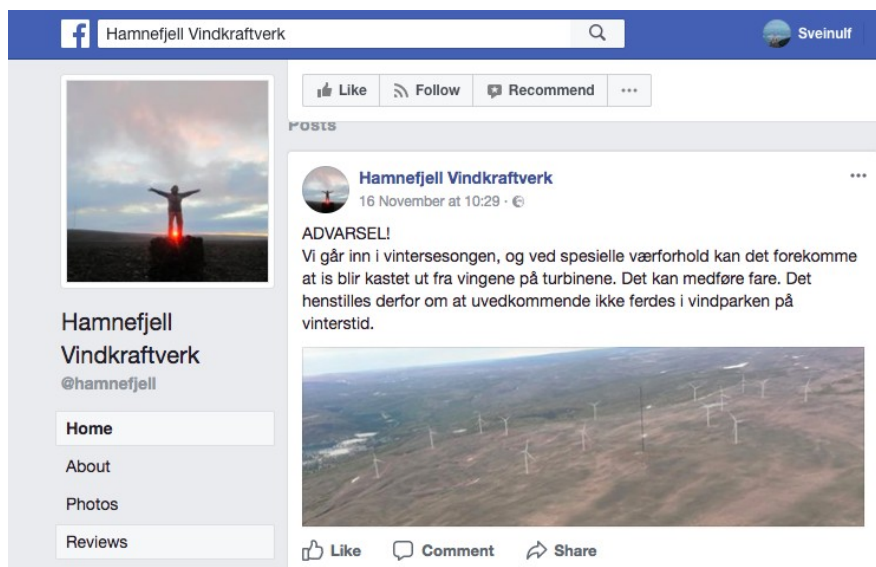 f
Hamnefjell Vindkraftverk
Sveinulf
Like
Follow
Recommend
...
Posts
Hamnefjell Vindkraftverk
...
16 November at 10:29 ·
ADVARSEL!
Vi går inn i vintersesongen, og ved spesielle værforhold kan det forekomme
at is blir kastet ut fra vingene på turbinene. Det kan medføre fare. Det
henstilles derfor om at uvedkommende ikke ferdes i vindparken på
vinterstid.
Like
Comment
Share
Hamnefjell
Vindkraftverk
@hamnefjell
Home
About
Photos
Reviews